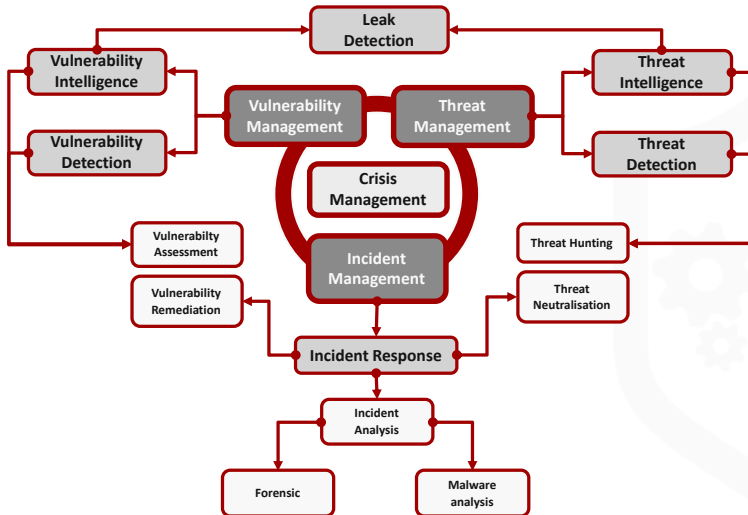 Leak
Detection
Vulnerability
Intelligence
Threat
Intelligence
Vulnerability
Management
Threat
Management
Vulnerability
Detection
Threat
Detection
Crisis
Management
Vulnerabilty
Assessment
Threat Hunting
Incident
Management
Vulnerability
Remediation
Threat
Neutralisation
Incident Response
Incident
Analysis
Forensic
Malware
analysis